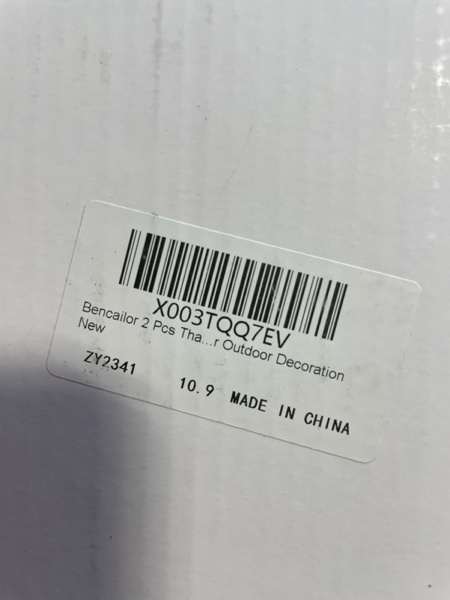 X003TQQ7EV
Bencailor 2 Pcs Tha...r Outdoor Decoration
New
ZY2341 10.9 MADE IN CHINA